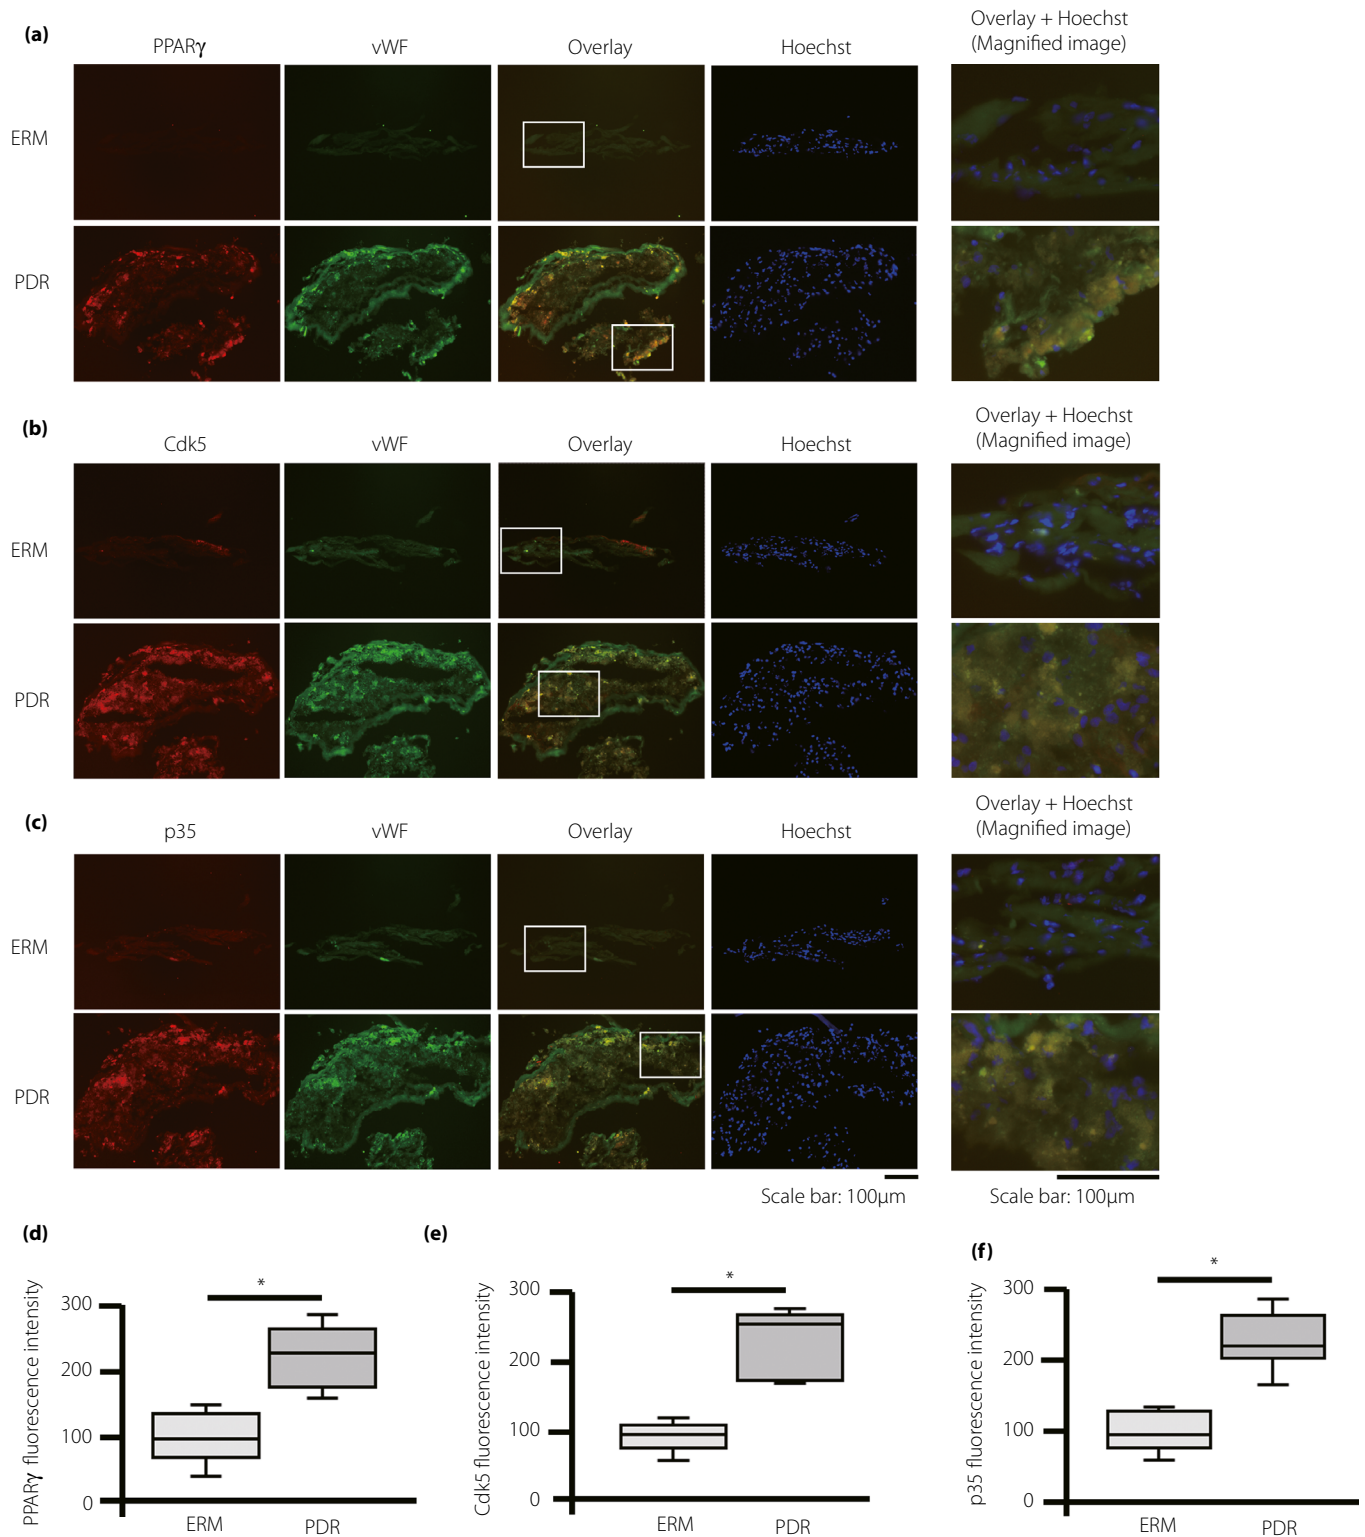 (a)
PPARγ
vWF
Overlay
Hoechst
Overlay + Hoechst
(Magnified image)
ERM
PDR
(b)
Cdk5
vWF
Overlay
Hoechst
Overlay + Hoechst
(Magnified image)
ERM
PDR
(c)
p35
vWF
Overlay
Hoechst
Overlay + Hoechst
(Magnified image)
ERM
PDR
Scale bar: 100μm
Scale bar: 100μm
(d)
PPARγ fluorescence intensity
300
200
100
0
*
ERM
PDR
(e)
Cdk5 fluorescence intensity
300
200
100
0
*
ERM
PDR
(f)
p35 fluorescence intensity
300
200
100
0
*
ERM
PDR